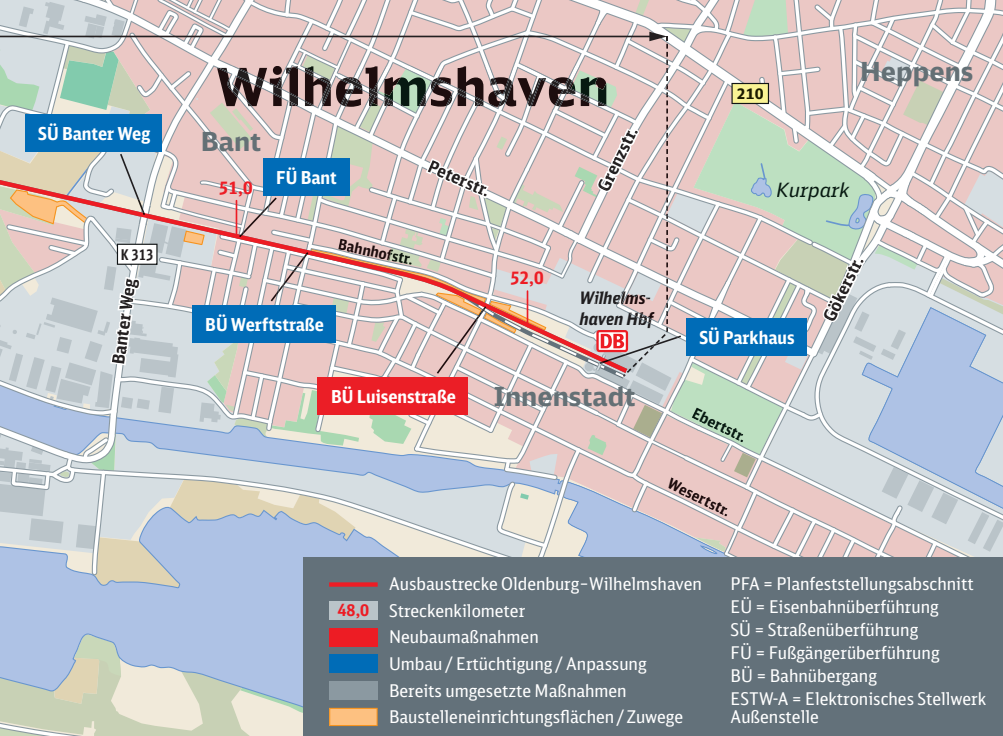 Wilhelmshaven
Heppens
210
SÜ Banter Weg
Bant
FÜ Bant
51,0
Peterstr.
Grenzstr.
Kurpark
K 313
Bahnhofstr.
Banter Weg
BÜ Werftstraße
52,0
Wilhelms-
haven Hbf
DB
Gökerstr.
SÜ Parkhaus
BÜ Luisenstraße
Innenstadt
Ebertstr.
Weserstr.
Ausbaustrecke Oldenburg–Wilhelmshaven
48,0 Streckenkilometer
Neubaumaßnahmen
Umbau / Ertüchtigung / Anpassung
Bereits umgesetzte Maßnahmen
Baustelleneinrichtungsflächen / Zuwege
PFA = Planfeststellungsabschnitt
EÜ = Eisenbahnüberführung
SÜ = Straßenüberführung
FÜ = Fußgängerüberführung
BÜ = Bahnübergang
ESTW-A = Elektronisches Stellwerk
Außenstelle